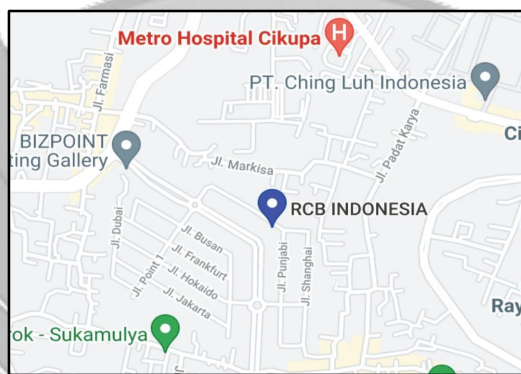 Metro Hospital Cikupa
H
PT. Ching Luh Indonesia
Jl. Farmasi
Jl. Padat Karya
BIZPOINT
ting Gallery
Ci
Jl. Markisa
RCB INDONESIA
Jl. Dubai
Jl. Busan
Jl. Frankfurt
Jl. Hokaido
Jl. Jakarta
Jl. Point 1
Jl. Punjabi
Jl. Shanghai
Ray
rok - Sukamulya